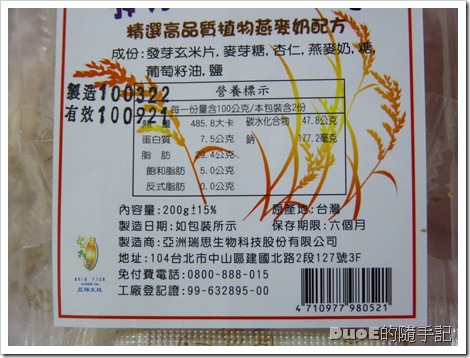 精選高品質植物燕麥奶配方
成份: 發芽玄米片, 麥芽糖, 杏仁, 燕麥奶, 糖,
葡萄籽油, 鹽
製造100322
有效100921
營養標示
每一份量含100公克/本包裝含2份
熱 量 485.8大卡 碳水化合物 47.8公克
蛋白質 7.5公克 鈉 177.2毫克
脂 肪 29.4公克
飽和脂肪 5.0公克
反式脂肪 0.0公克
內容量:200g±15% 原產地:台灣
製造日期: 如包裝所示 保存期限:六個月
製造商: 亞洲瑞思生物科技股份有限公司
地址:104台北市中山區建國北路2段127號3F
免付費電話:0800-888-015
工廠登記證:99-632895-00
asia rice
亞洲瑞思
4710977980521
DuoE的隨手記